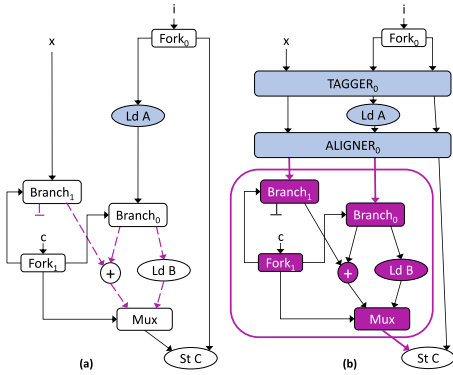 i
x
Fork0
Ld A
Branch1
Branch0
c
Fork1
+
Ld B
Mux
St C
(a)
i
x
Fork0
TAGGER0
Ld A
ALIGNER0
Branch1
Branch0
c
Fork1
+
Ld B
Mux
St C
(b)